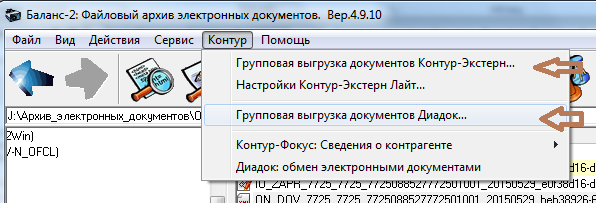 Баланс-2: Файловый архив электронных документов. Вер.4.9.10
Файл Вид Действия Сервис Контур Помощь
Групповая выгрузка документов Контур-Экстерн...
Настройки Контур-Экстерн Лайт...
J:\Архив_электронных_документов\О
Групповая выгрузка документов Диадок...
2Win)
/-N_OFCL)
Контур-Фокус: Сведения о контрагенте
d16-d
Диадок: обмен электронными документами
IU_ZAPR_7725_7725_7725088527772501001_20150529_e0f38d16-d
ON_DOV_7725_7725_7725088527772501001_20150529_beb38926-6